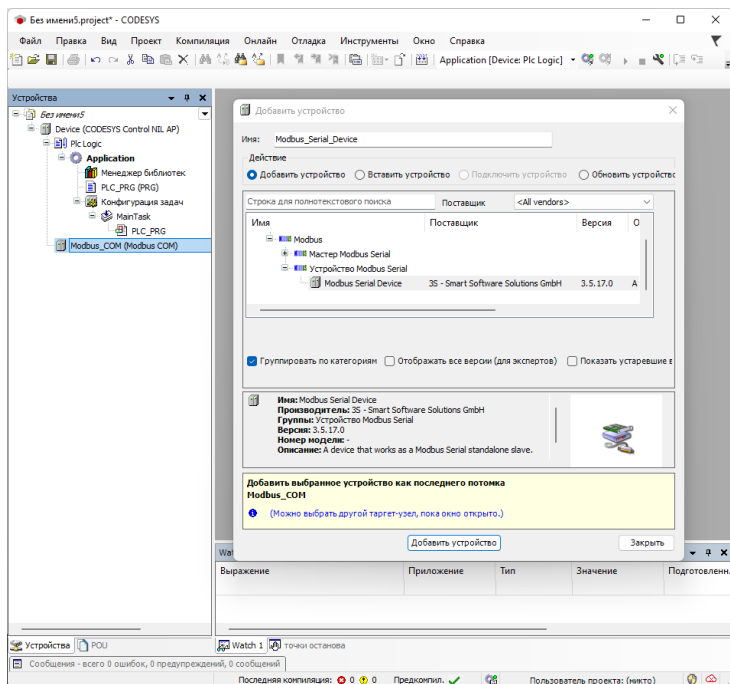 Без имени5.project* - CODESYS
Файл Правка Вид Проект Компиляция Онлайн Отладка Инструменты Окно Справка
Application [Device: Plc Logic]
Устройства
Без имени5
Device (CODESYS Control NIL AP)
Plc Logic
Application
Менеджер библиотек
PLC_PRG (PRG)
Конфигурация задач
MainTask
PLC_PRG
Modbus_COM (Modbus COM)
Добавить устройство
Имя: Modbus_Serial_Device
Действие
Добавить устройство Вставить устройство Подключить устройство Обновить устройство
Строка для полнотекстового поиска Поставщик <All vendors>
Имя Поставщик Версия О
Modbus
Мастер Modbus Serial
Устройство Modbus Serial
Modbus Serial Device 3S - Smart Software Solutions GmbH 3.5.17.0 A
Группировать по категориям Отображать все версии (для экспертов) Показать устаревшие в
Имя: Modbus Serial Device
Производитель: 3S - Smart Software Solutions GmbH
Группы: Устройство Modbus Serial
Версия: 3.5.17.0
Номер модели: -
Описание: A device that works as a Modbus Serial standalone slave.
Добавить выбранное устройство как последнего потомка
Modbus_COM
(Можно выбрать другой таргет-узел, пока окно открыто.)
Добавить устройство Закрыть
Wat
Выражение Приложение Тип Значение Подготовленн
Устройства POU Watch 1 точки останова
Сообщения - всего 0 ошибок, 0 предупреждений, 0 сообщений
Последняя компиляция: 0 0 Предкомпил. Пользователь проекта: (никто)